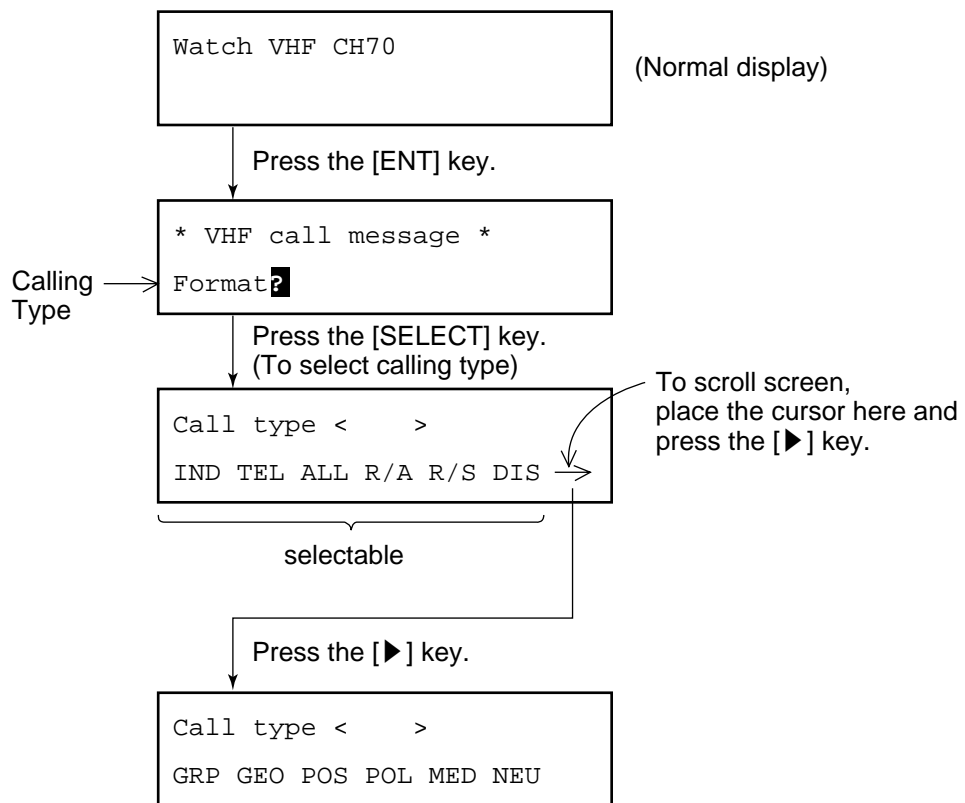 Watch VHF CH70
(Normal display)
Press the [ENT] key.
* VHF call message *
Calling
Type
Format?
Press the [SELECT] key.
(To select calling type)
To scroll screen,
place the cursor here and
press the [▶] key.
Call type < >
IND TEL ALL R/A R/S DIS
selectable
Press the [▶] key.
Call type < >
GRP GEO POS POL MED NEU